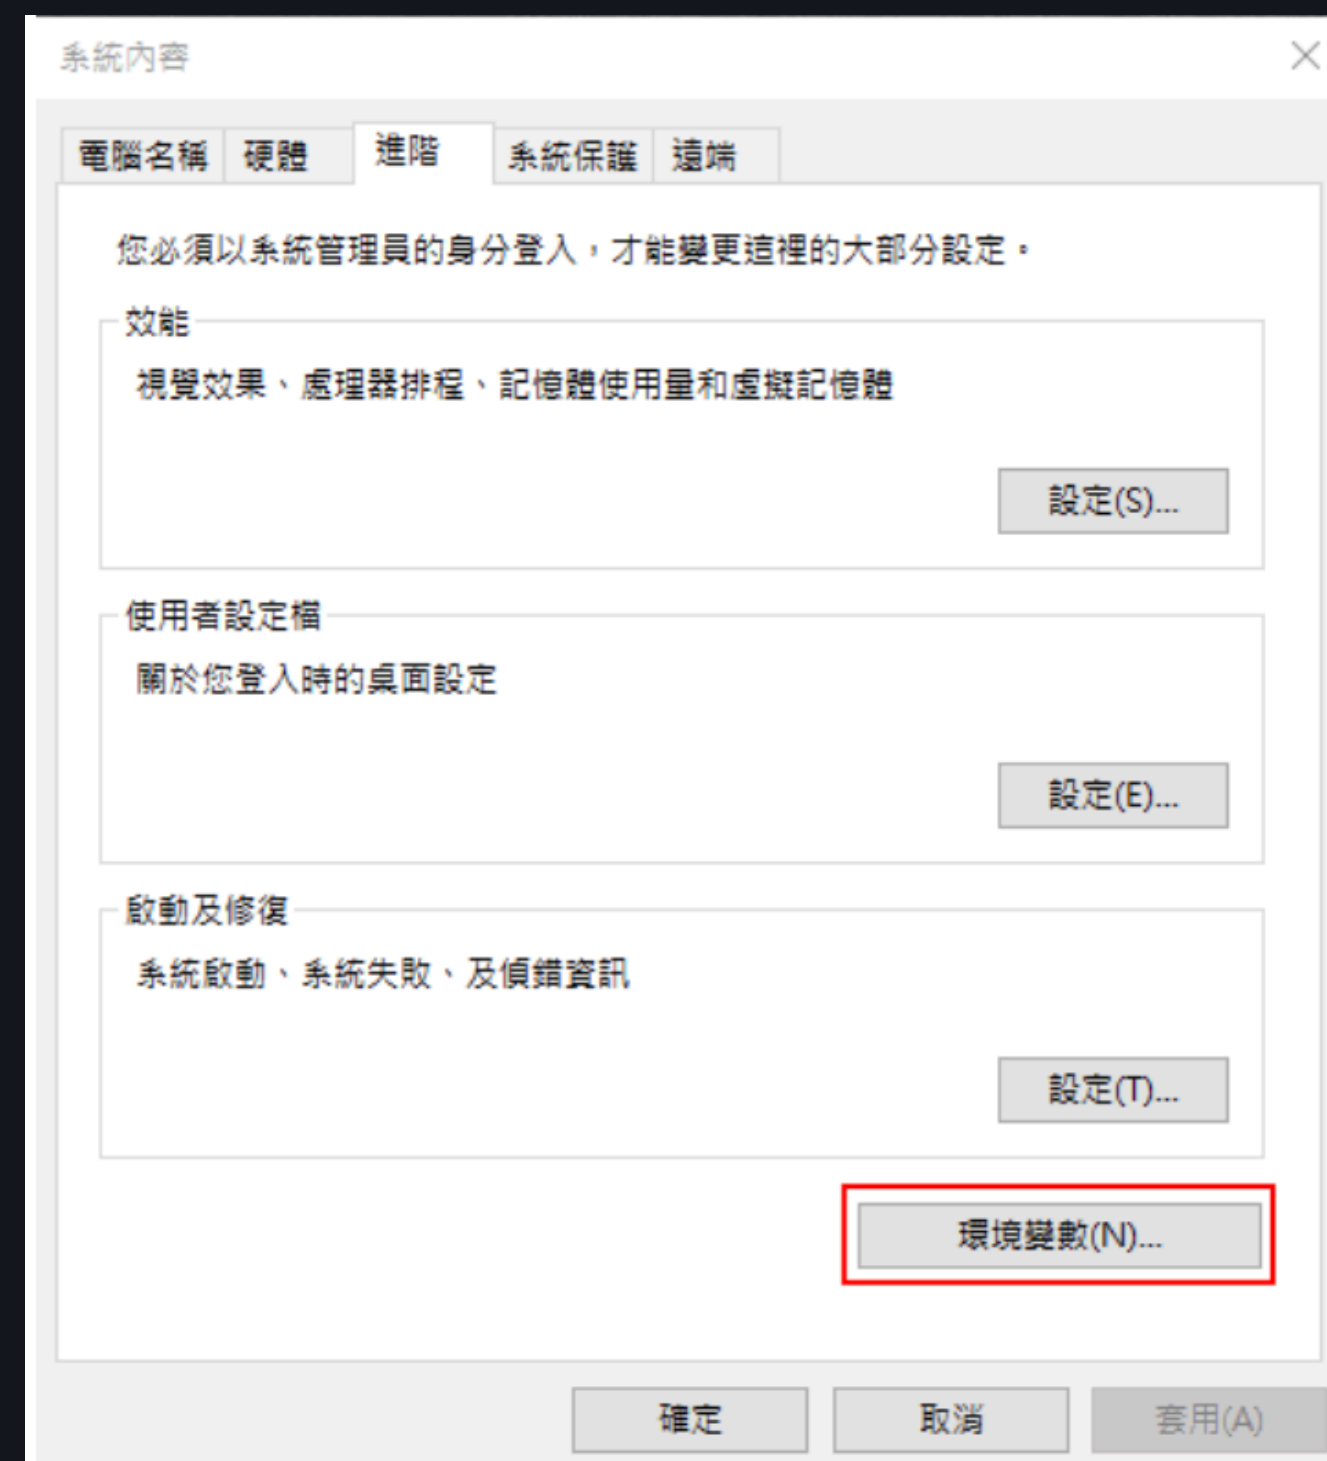 系統內容
電腦名稱 硬體 進階 系統保護 遠端
您必須以系統管理員的身分登入，才能變更這裡的大部分設定。
效能
視覺效果、處理器排程、記憶體使用量和虛擬記憶體
設定(S)...
使用者設定檔
關於您登入時的桌面設定
設定(E)...
啟動及修復
系統啟動、系統失敗、及偵錯資訊
設定(T)...
環境變數(N)...
確定 取消 套用(A)